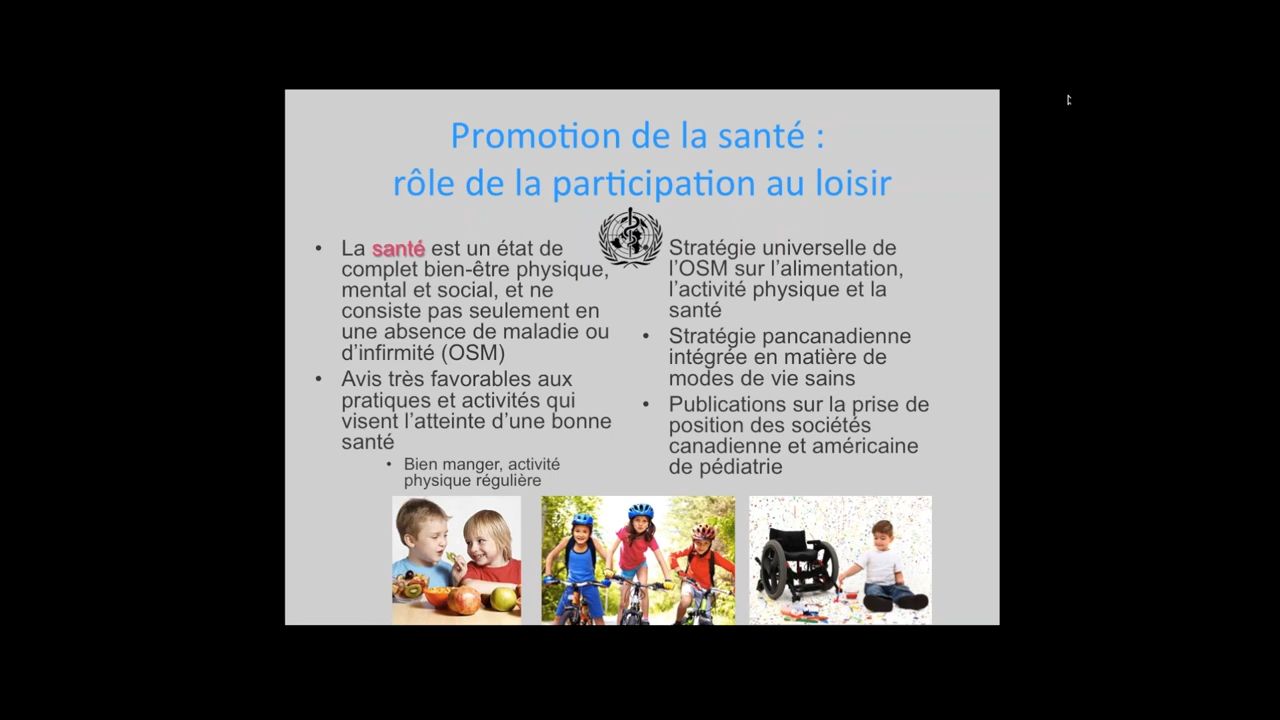 Promotion de la santé :
rôle de la participation au loisir
• La santé est un état de
complet bien-être physique,
mental et social, et ne
consiste pas seulement en
une absence de maladie ou
d’infirmité (OSM)
• Avis très favorables aux
pratiques et activités qui
visent l’atteinte d’une bonne
santé
• Bien manger, activité
physique régulière
Stratégie universelle de
l’OSM sur l’alimentation,
l’activité physique et la
santé
• Stratégie pancanadienne
intégrée en matière de
modes de vie sains
• Publications sur la prise de
position des sociétés
canadienne et américaine
de pédiatrie